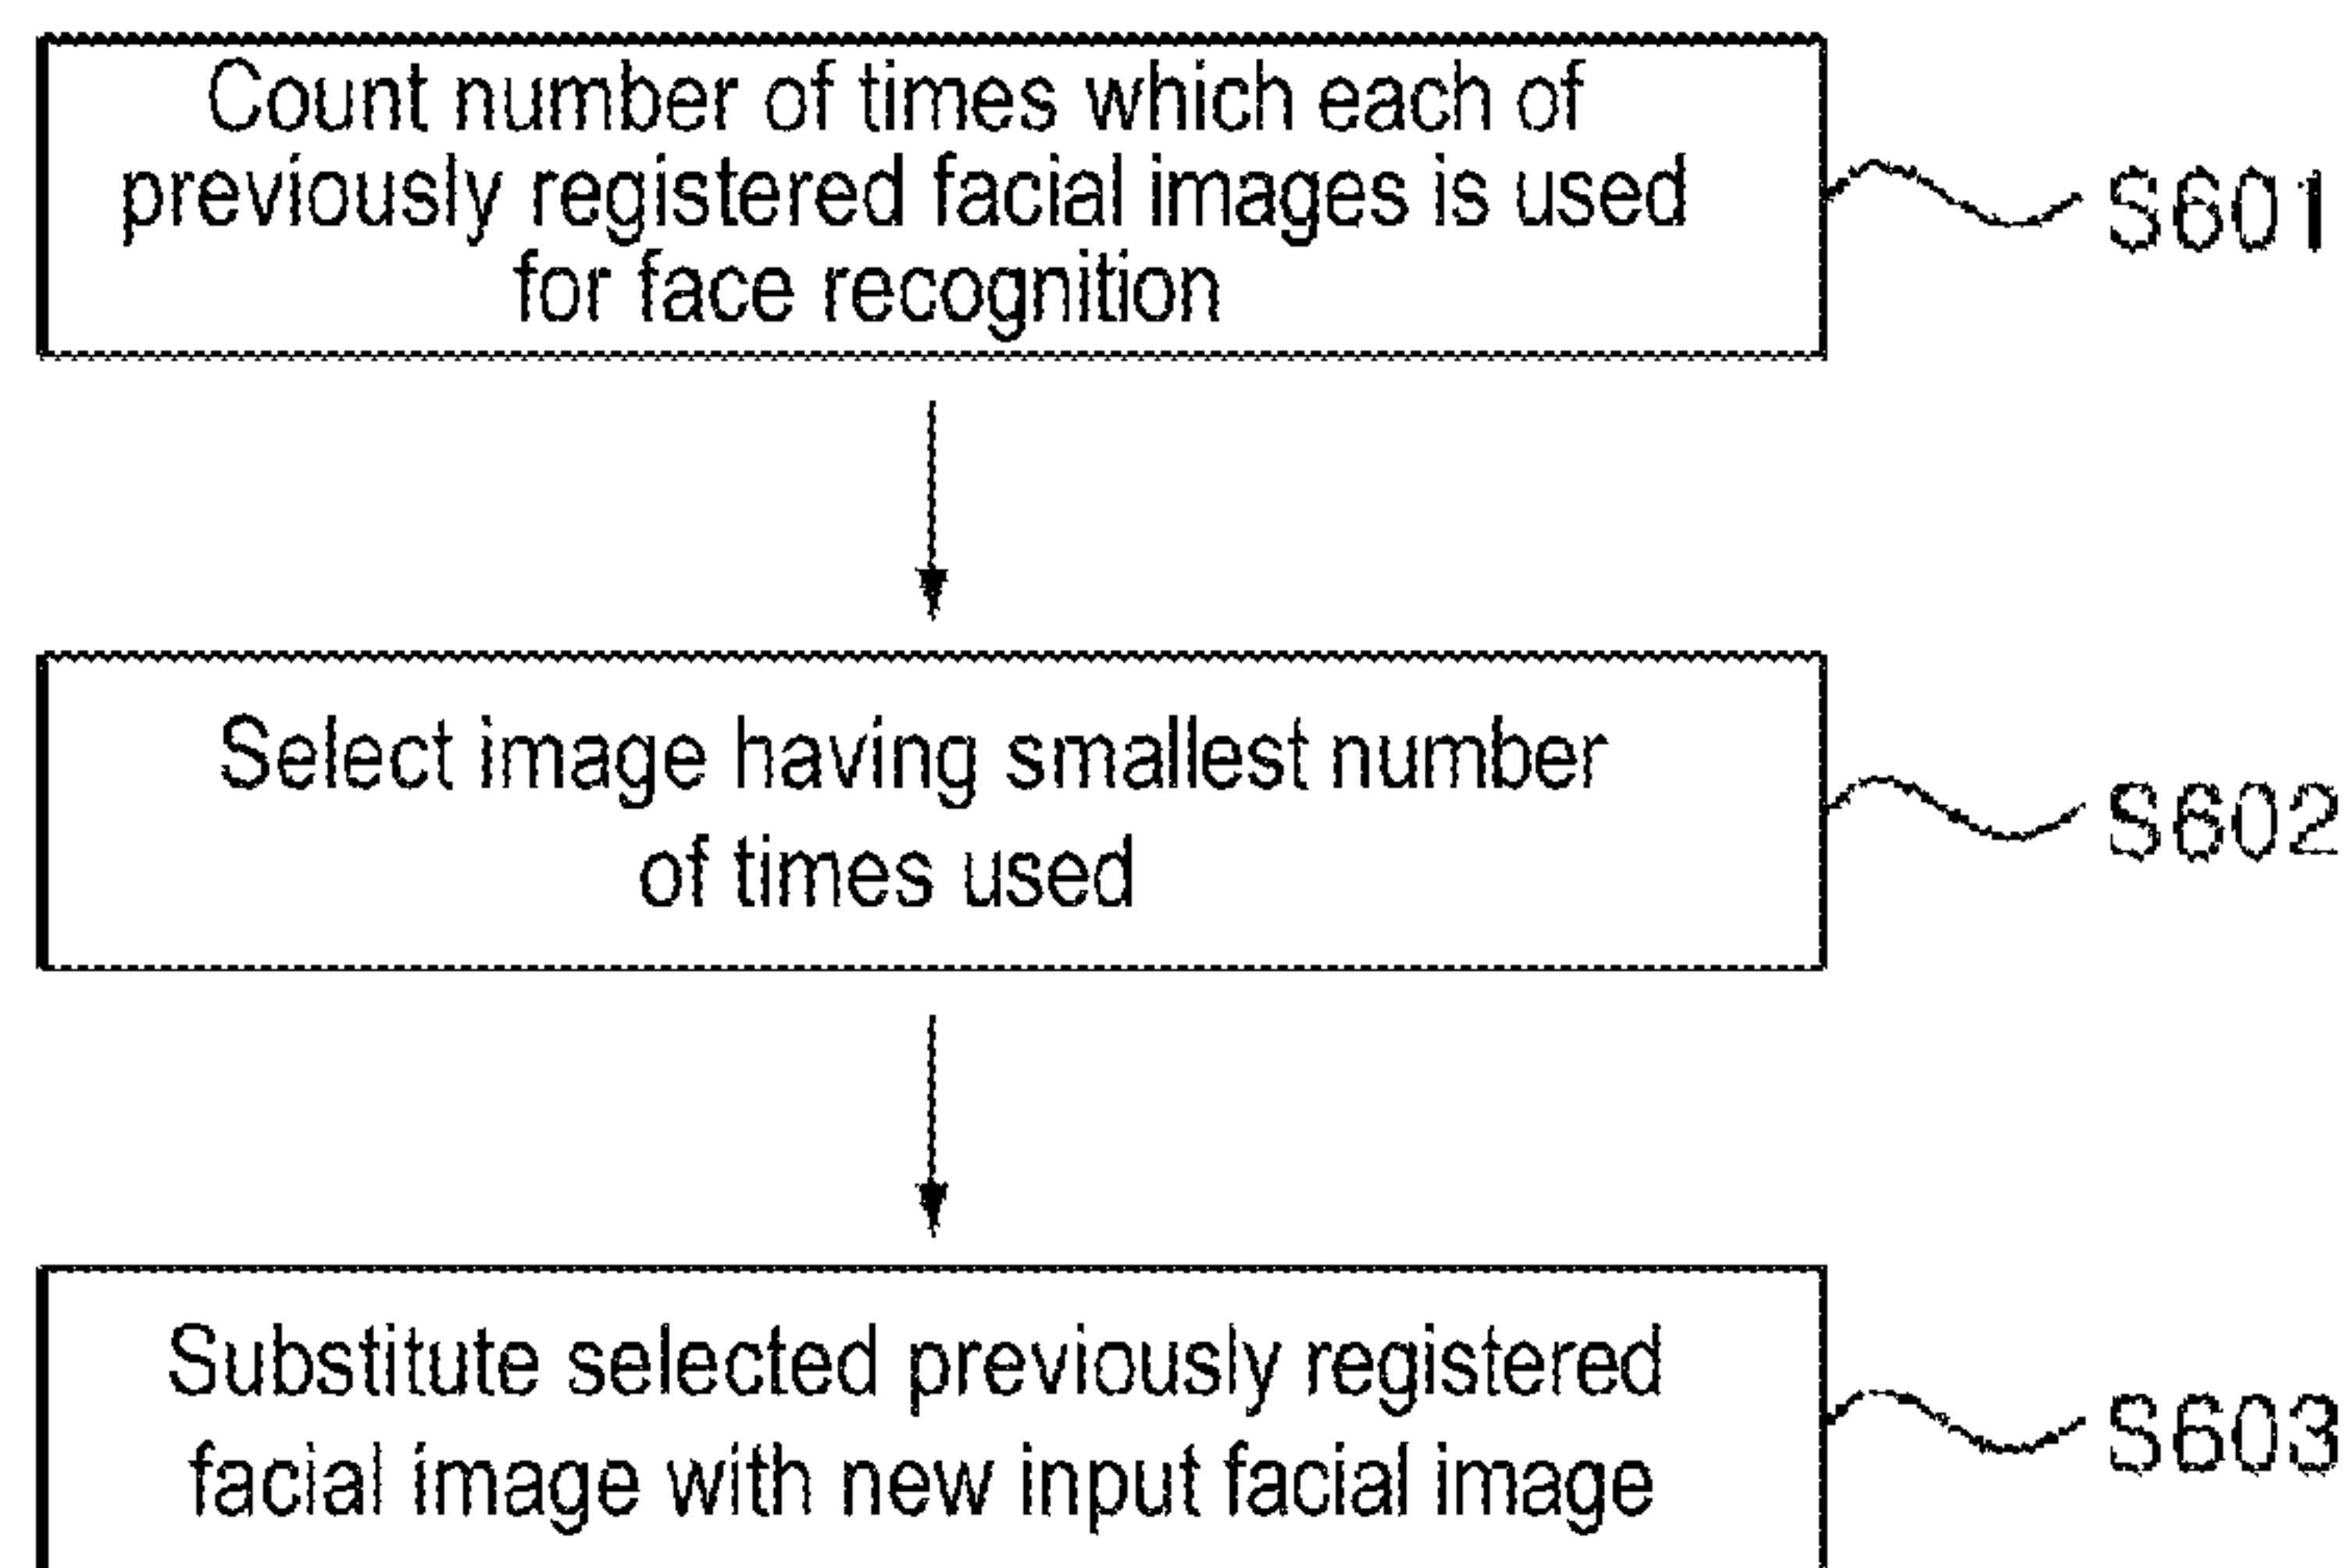 Count number of times which each of
previously registered facial images is used
for face recognition
S601
Select image having smallest number
of times used
S602
Substitute selected previously registered
facial image with new input facial image
S603